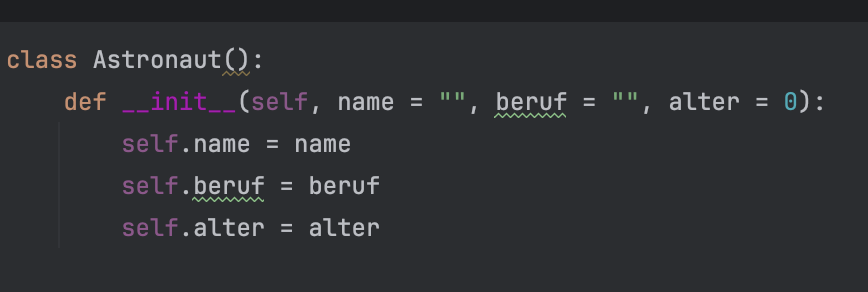 class Astronaut():
    def __init__(self, name = "", beruf = "", alter = 0):
        self.name = name
        self.beruf = beruf
        self.alter = alter